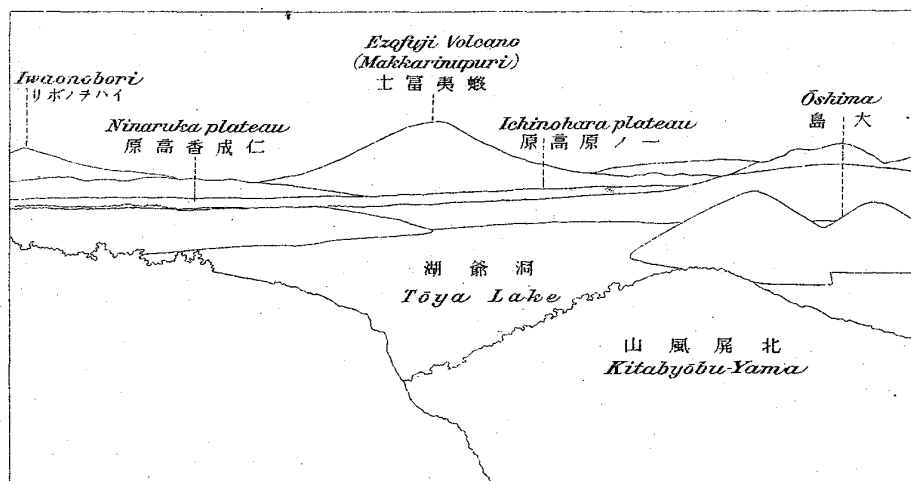 Ezofuji Volcano
(Makkarinupuri)
蝦夷冨士
Iwaonobori
イハヲノボリ
Ōshima
大島
Ninaruka plateau
仁成香高原
Ichinohara plateau
一ノ原高原
洞爺湖
Tōya Lake
北屏風山
Kitabyōbu-Yama